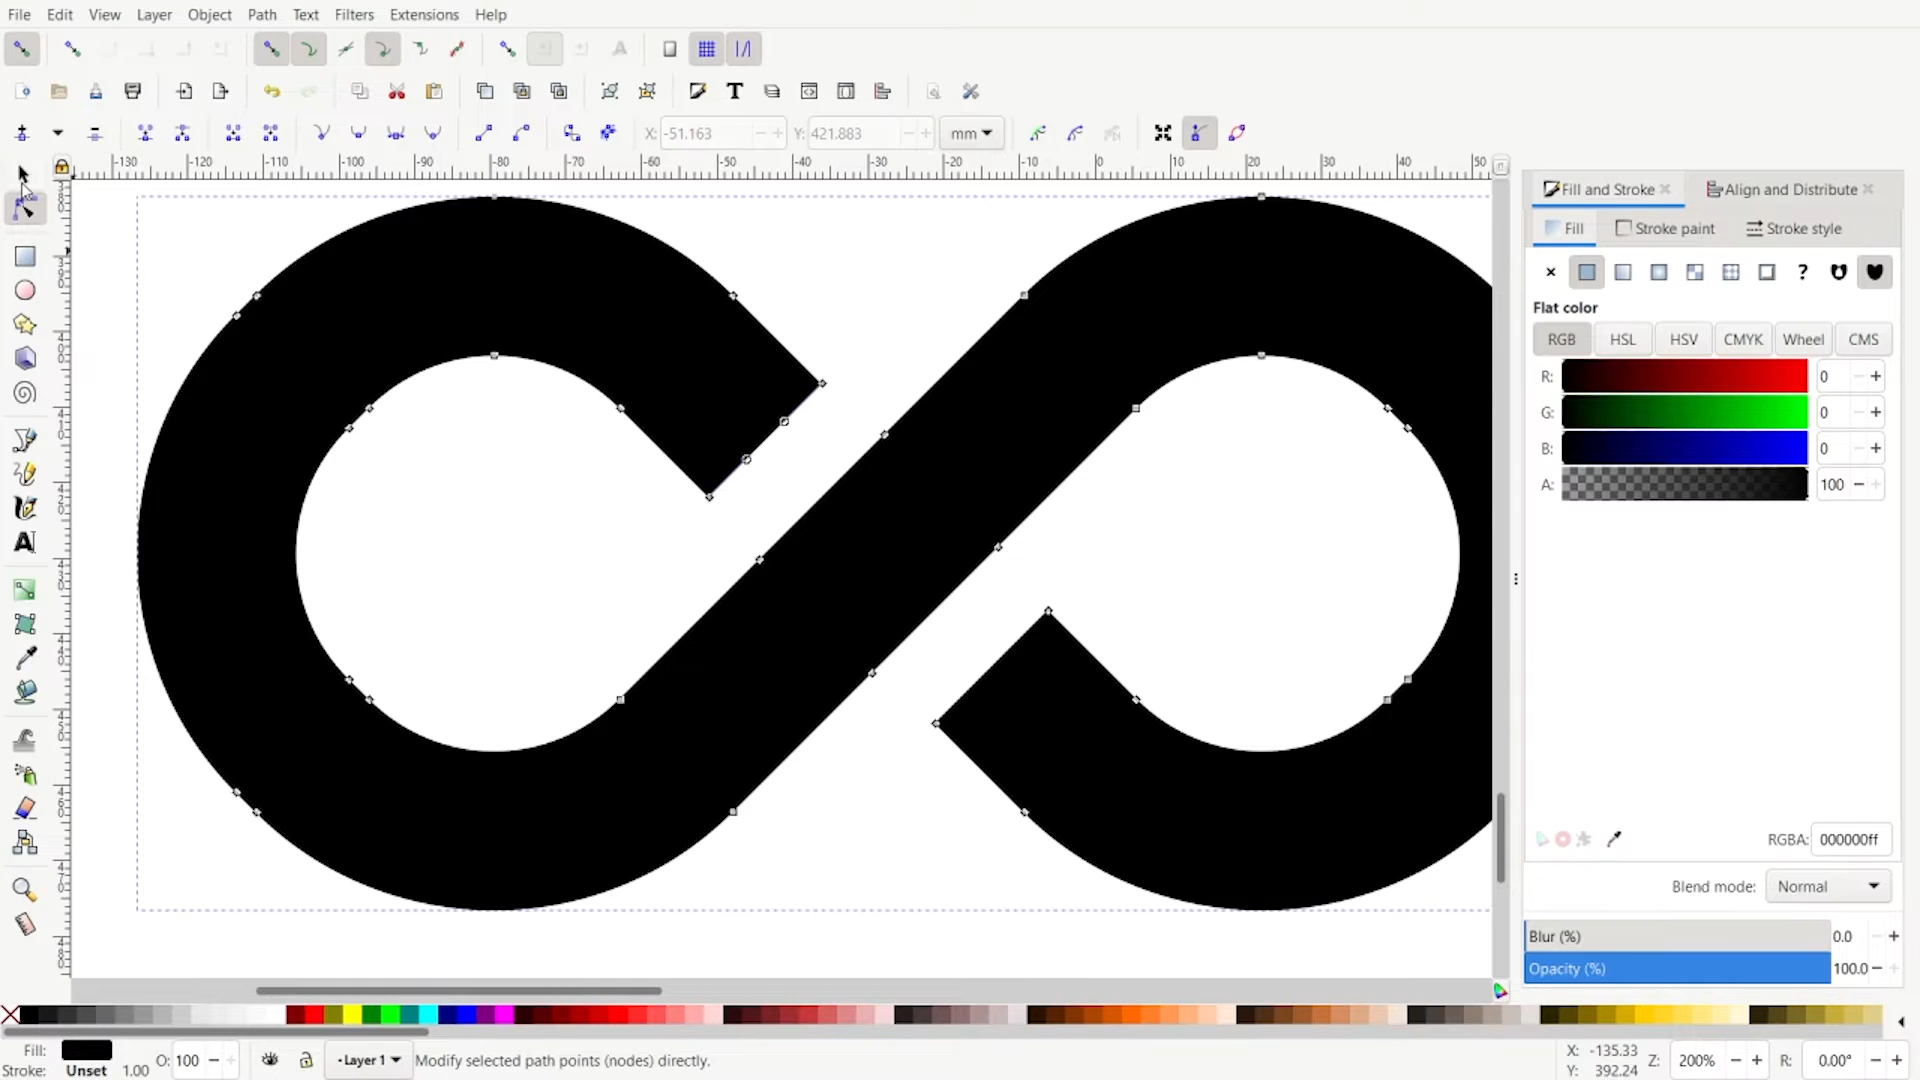 File Edit View Layer Object Path Text Filters Extensions Help
X: -51.163 Y: 421.883 mm
-130 -120 -110 -100 -90 -80 -70 -60 -50 -40 -30 -20 -10 0 10 20 30 40 50
Fill and Stroke Align and Distribute
Fill Stroke paint Stroke style
Flat color
RGB HSL HSV CMYK Wheel CMS
R: 0
G: 0
B: 0
A: 100
RGBA: 000000ff
Blend mode: Normal
Blur (%) 0.0
Opacity (%) 100.0
Fill: O: 100 Layer 1 Modify selected path points (nodes) directly. X: -135.33 Z: 200% R: 0.00°
Stroke: Unset 1.00 Y: 392.24